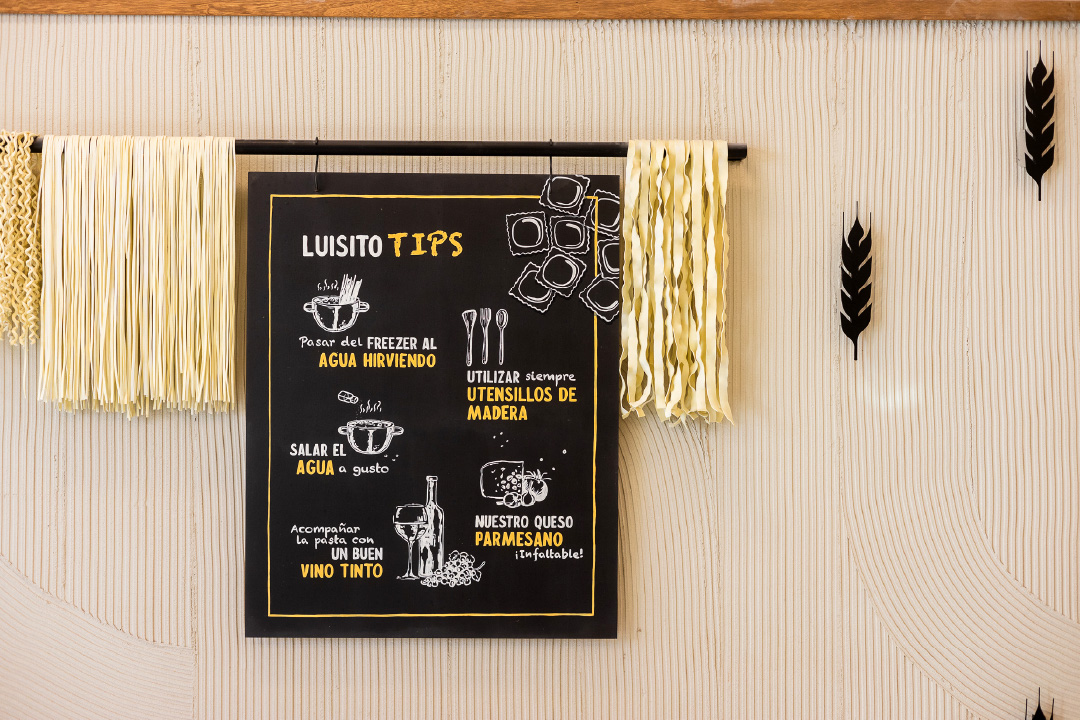 LUISITO TIPS
Pasar del FREEZER AL
AGUA HIRVIENDO
UTILIZAR siempre
UTENSILLOS DE
MADERA
SALAR EL
AGUA a gusto
NUESTRO QUESO
PARMESANO
¡Infaltable!
Acompañar
la pasta con
UN BUEN
VINO TINTO